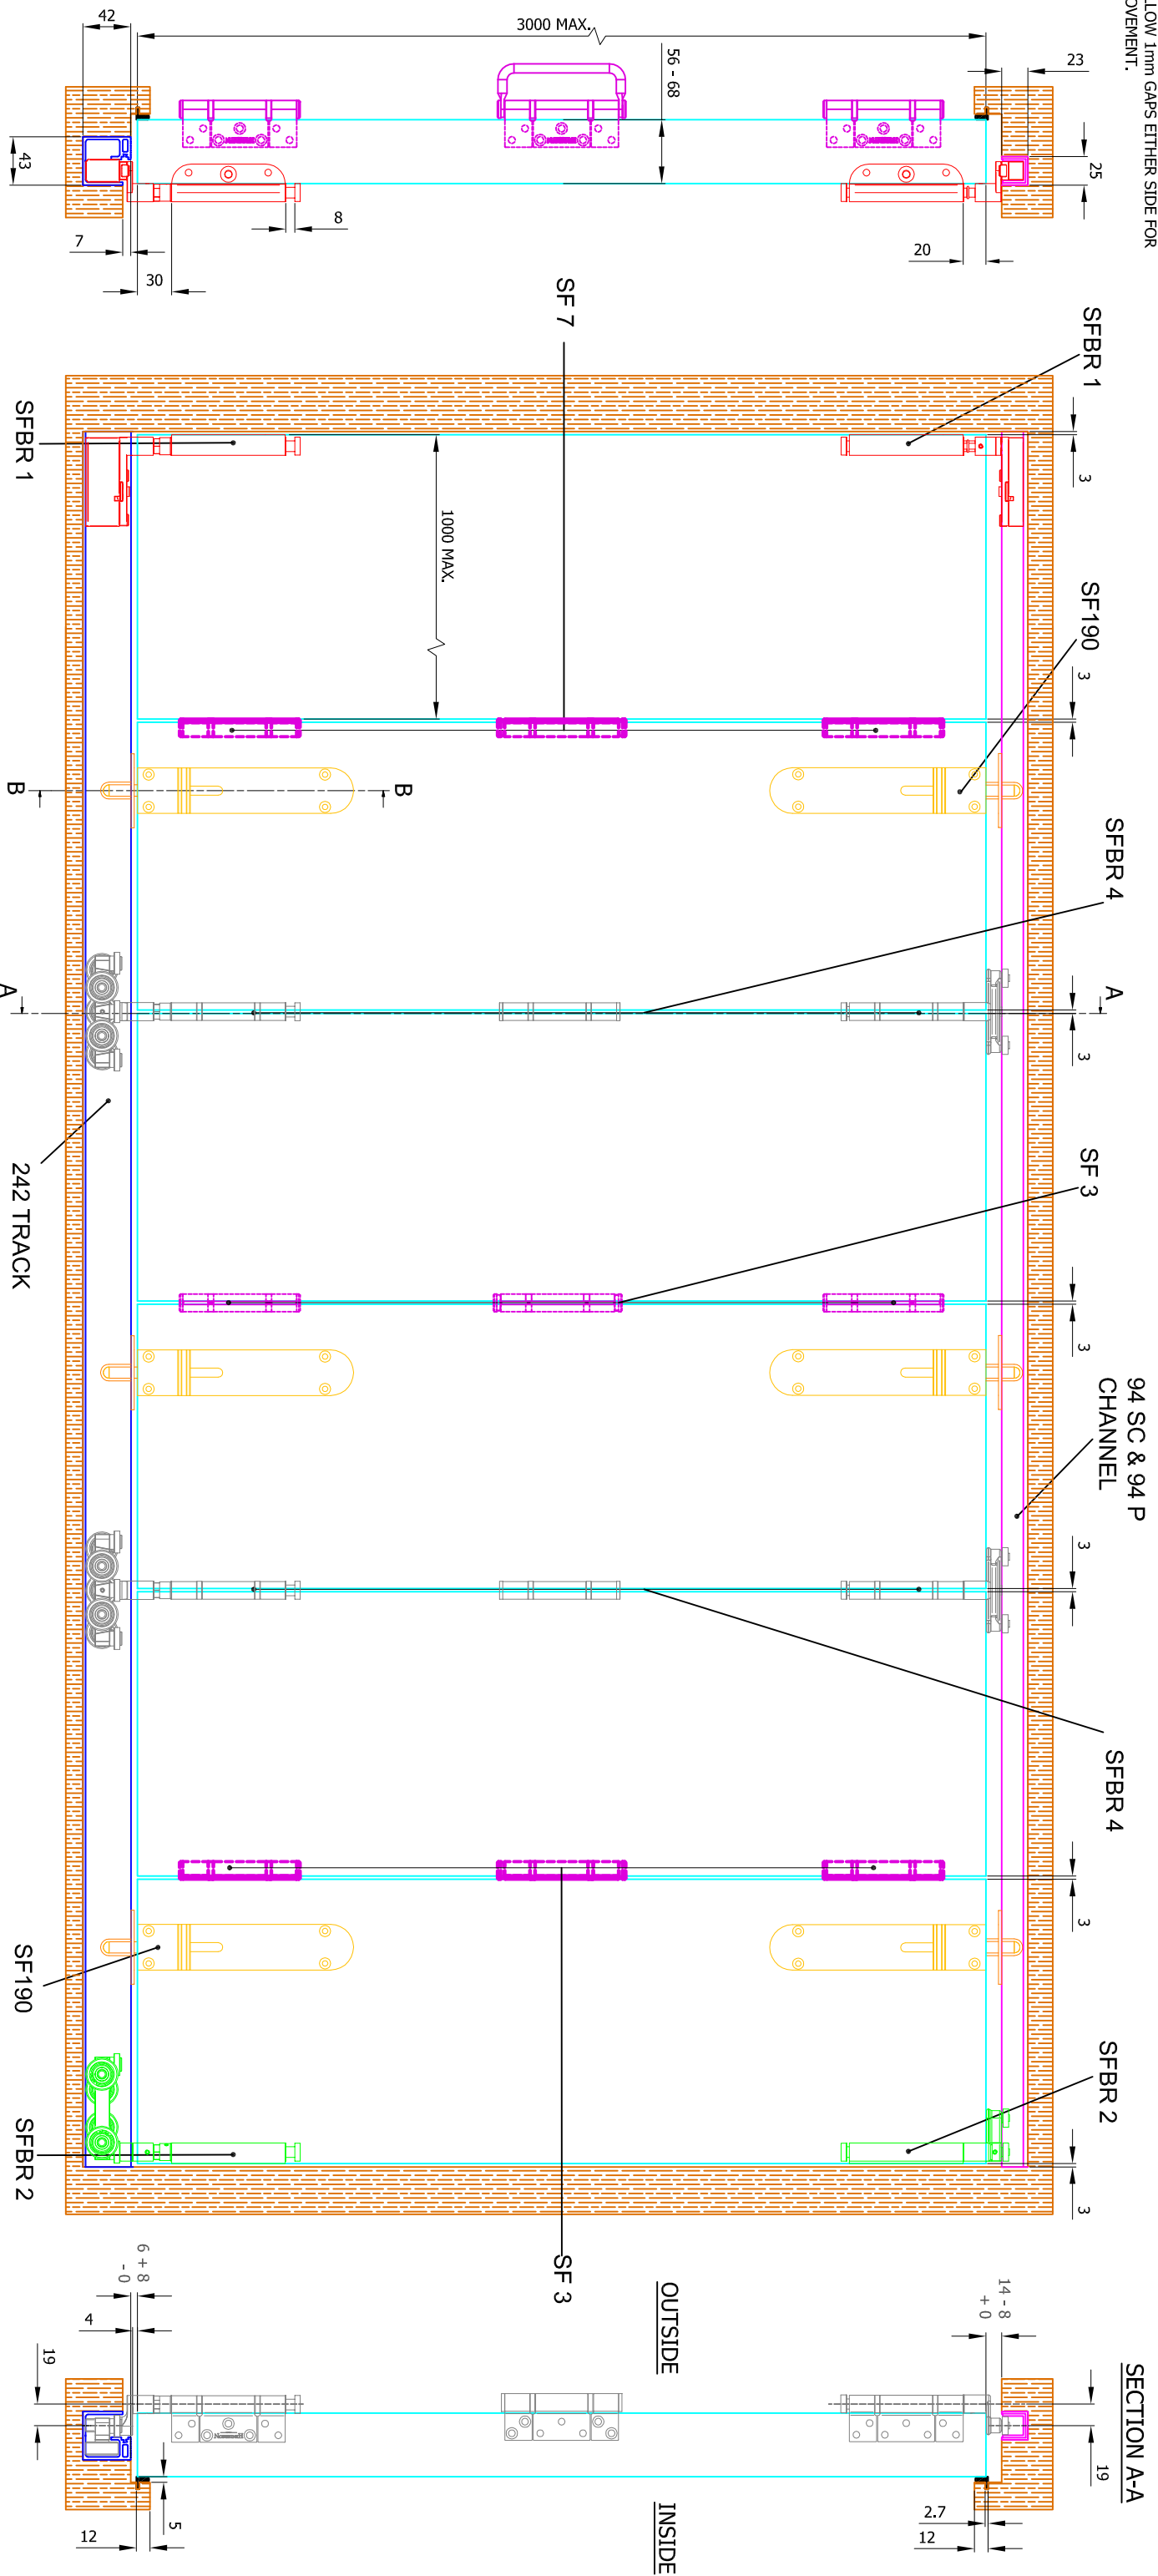 LLOW 1mm GAPS EITHER SIDE FOR
OVEMENT.
42
3000 MAX.
56 - 68
23
25
43
7
30
8
20
SF 7
SFBR 1
SFBR 1
3
1000 MAX.
SF190
3
B
B
SFBR 4
A
A
3
242 TRACK
SF 3
3
94 SC & 94 P
CHANNEL
3
SFBR 4
3
SF190
SFBR 2
SFBR 2
3
SF 3
6 + 8
- 0
4
19
OUTSIDE
14 - 8
+ 0
SECTION A-A
19
INSIDE
5
12
2.7
12